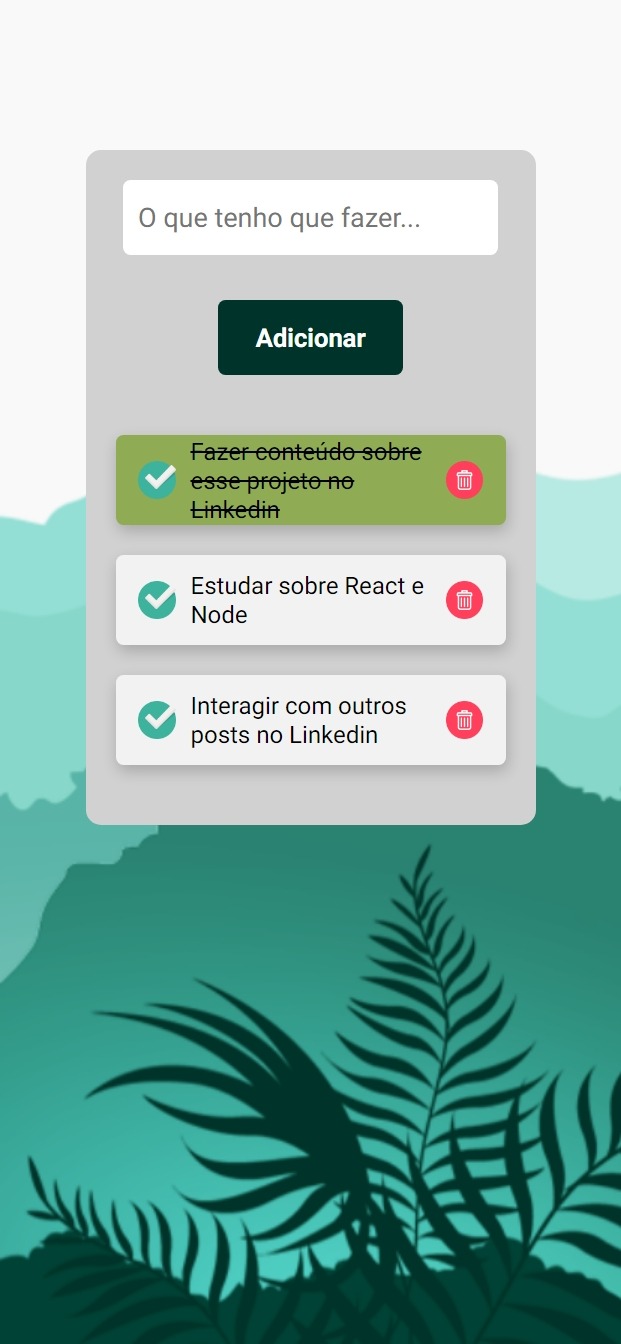 O que tenho que fazer...
Adicionar
Fazer conteúdo sobre
esse projeto no
Linkedin
Estudar sobre React e
Node
Interagir com outros
posts no Linkedin